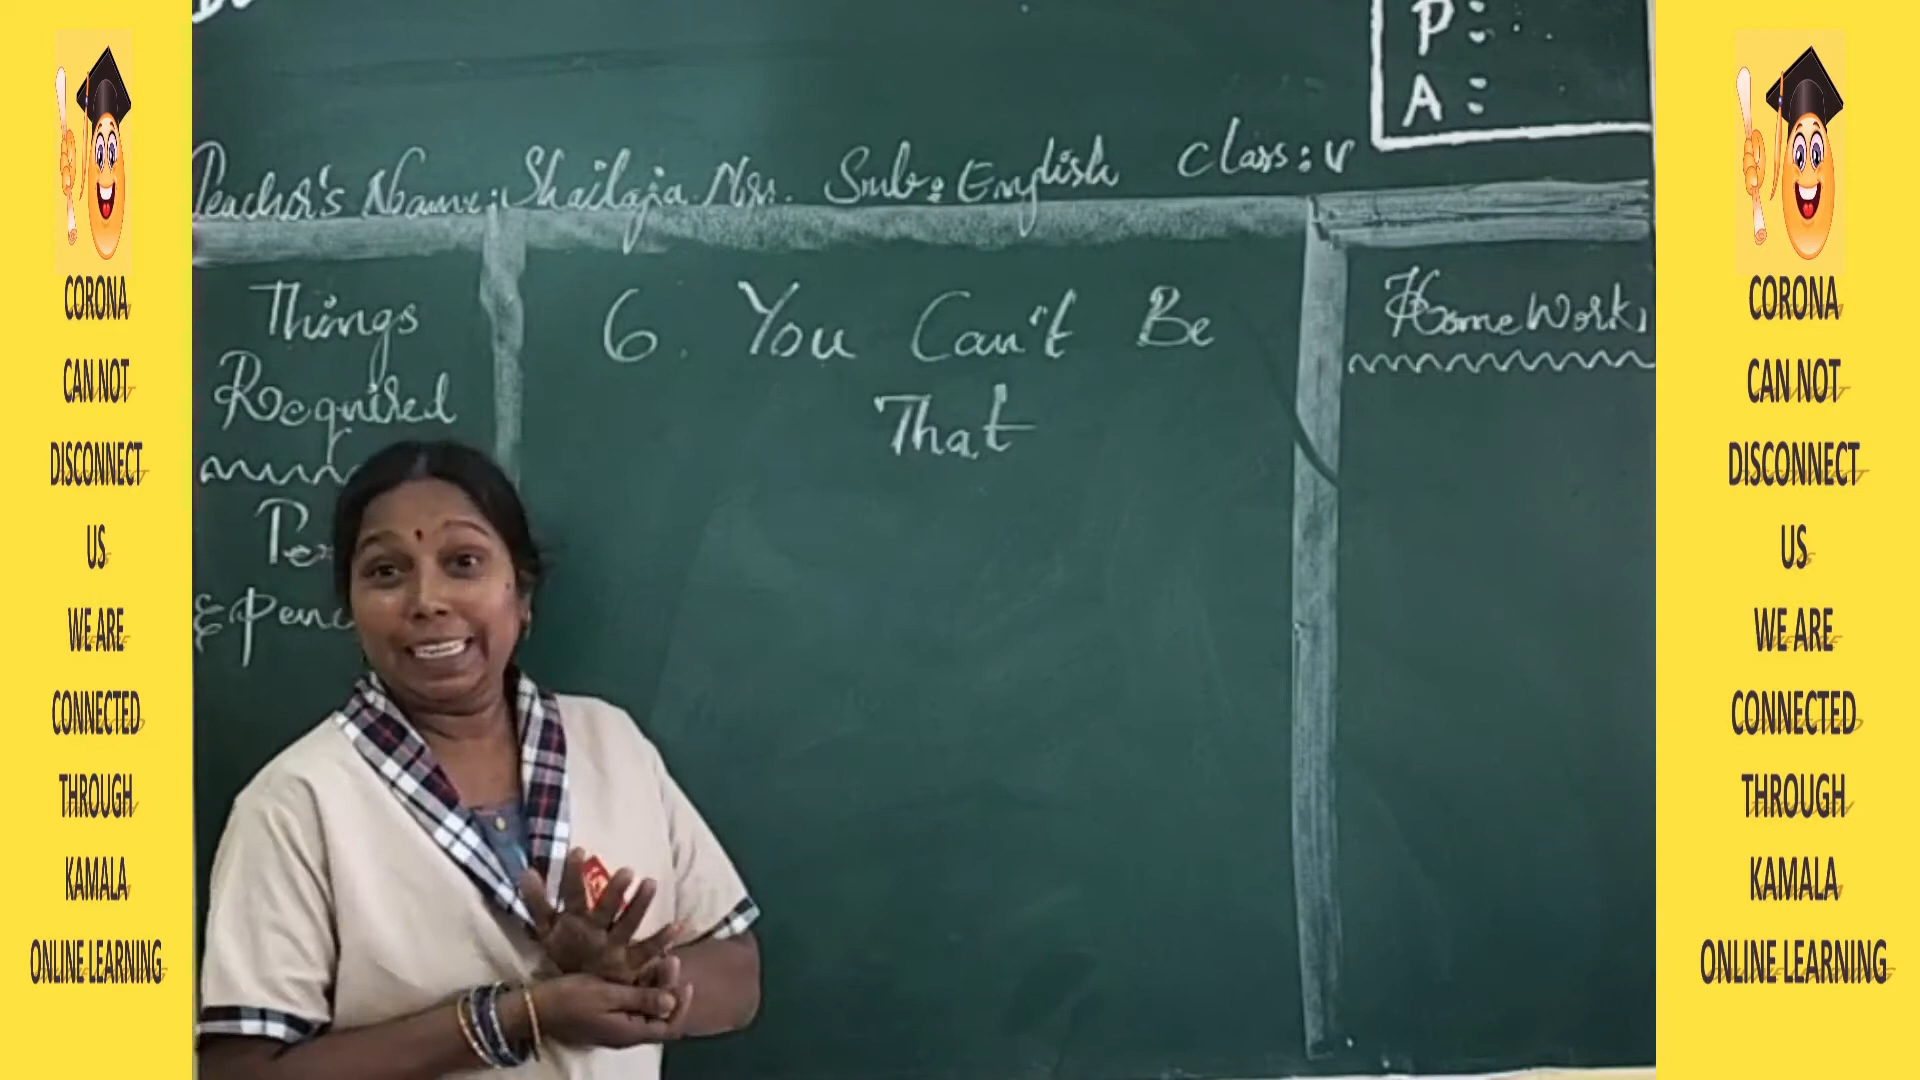 CORONA
CAN NOT
DISCONNECT
US
WE ARE
CONNECTED
THROUGH
KAMALA
ONLINE LEARNING
P:
A:
Teacher's Name: Shailaja Nr. Sub: English Class: V
Things
Required
6. You Can't Be
That
Home Work
CORONA
CAN NOT
DISCONNECT
US
WE ARE
CONNECTED
THROUGH
KAMALA
ONLINE LEARNING